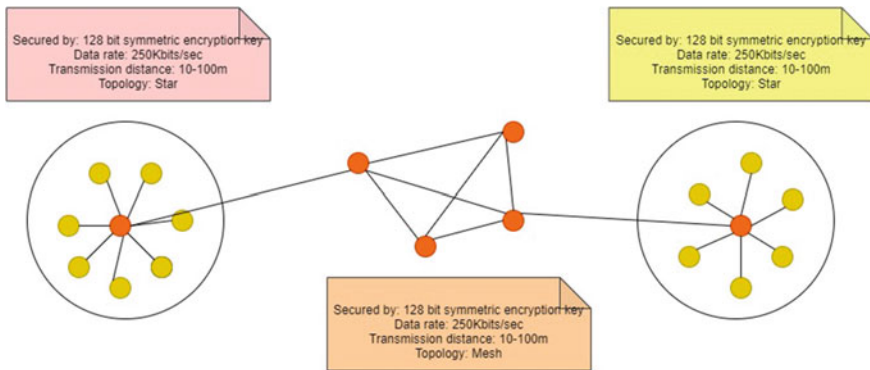 Secured by: 128 bit symmetric encryption key
Data rate: 250Kbits/sec
Transmission distance: 10-100m
Topology: Star
Secured by: 128 bit symmetric encryption key
Data rate: 250Kbits/sec
Transmission distance: 10-100m
Topology: Star
Secured by: 128 bit symmetric encryption key
Data rate: 250Kbits/sec
Transmission distance: 10-100m
Topology: Mesh